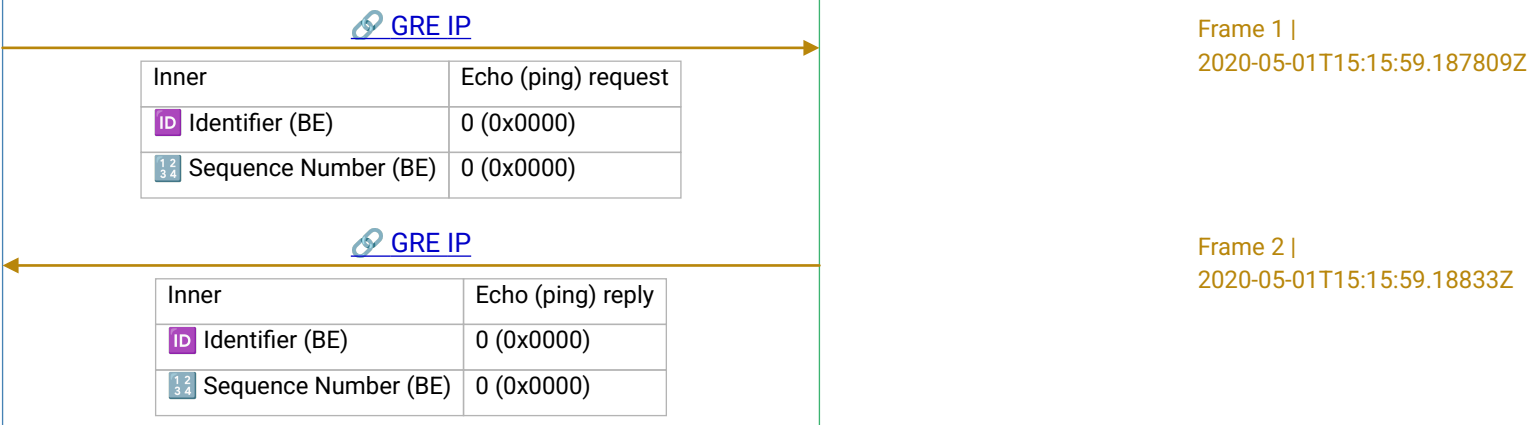 🔗 GRE IP
Frame 1 |
2020-05-01T15:15:59.187809Z
Inner Echo (ping) request
🆔 Identifier (BE) 0 (0x0000)
🔢 Sequence Number (BE) 0 (0x0000)
🔗 GRE IP
Frame 2 |
2020-05-01T15:15:59.18833Z
Inner Echo (ping) reply
🆔 Identifier (BE) 0 (0x0000)
🔢 Sequence Number (BE) 0 (0x0000)